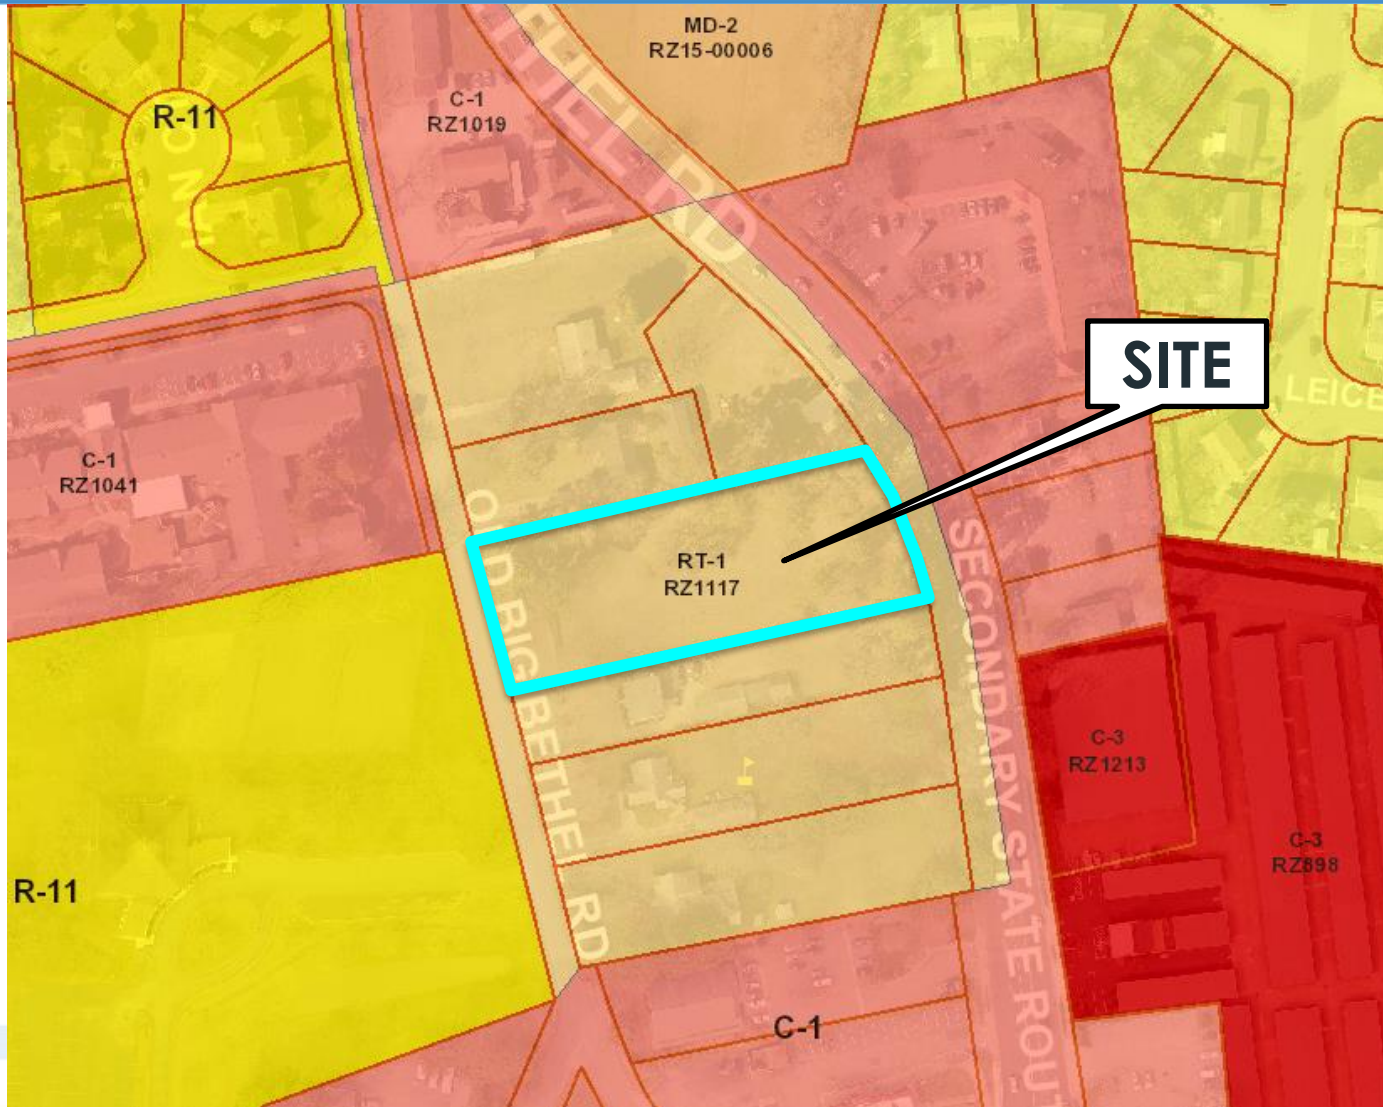 MD-2
RZ15-00006
C-1
RZ1019
R-11
RD
SITE
C-1
RZ1041
RT-1
RZ1117
OLD BIG BETHEL RD
SECONDARY STATE
C-3
RZ1213
C-3
RZ898
R-11
C-1